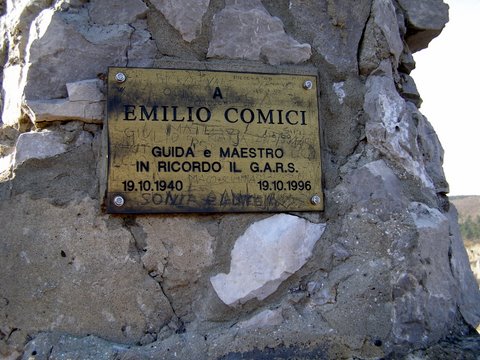 A
EMILIO COMICI
GUIDA e MAESTRO
IN RICORDO IL G.A.R.S.
19.10.1940 19.10.1996